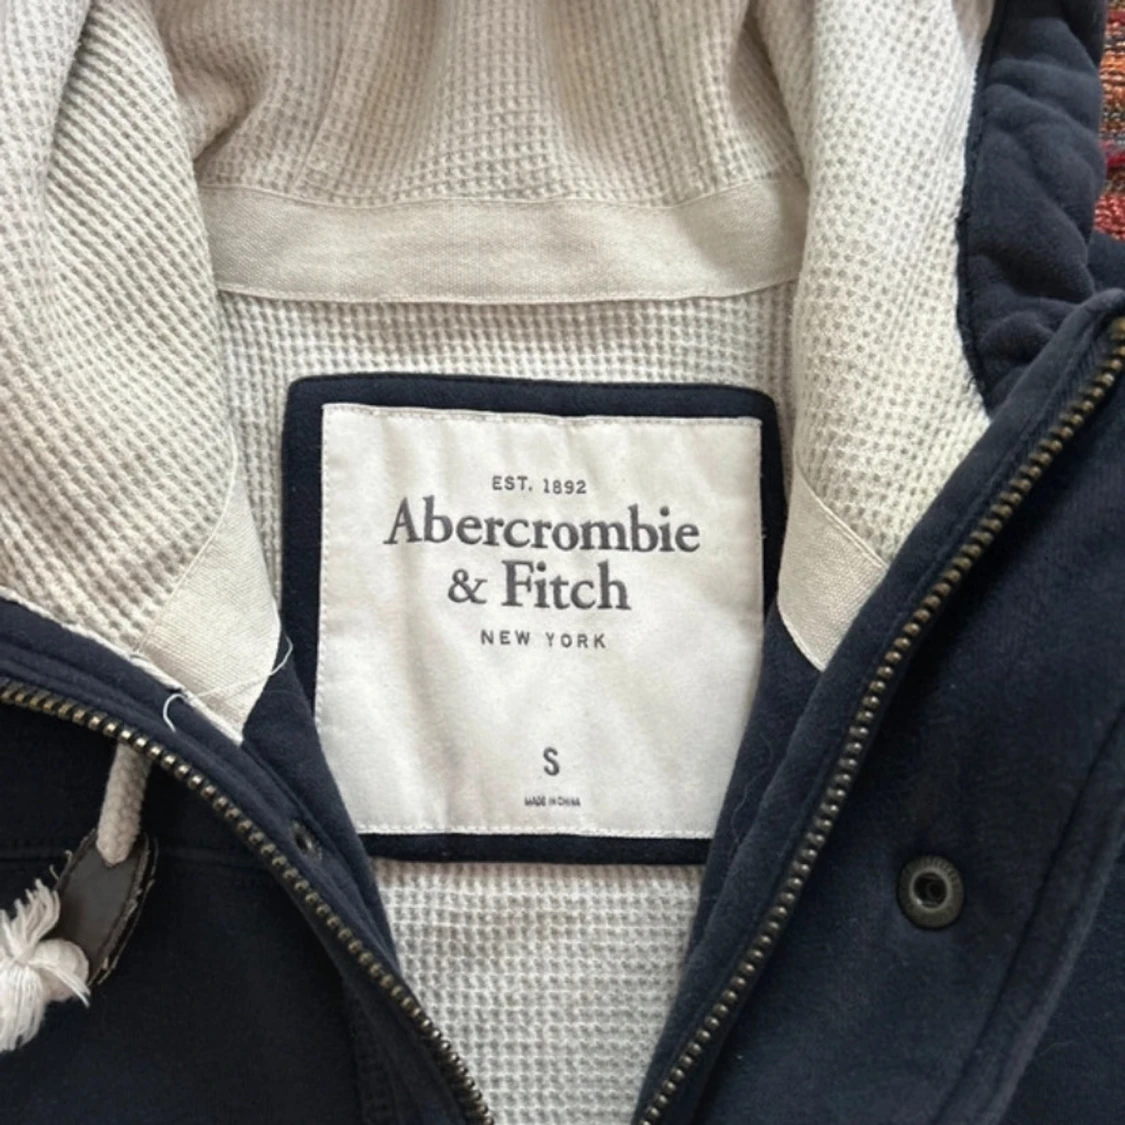 EST. 1892
Abercrombie
& Fitch
NEW YORK
S
MADE IN CHINA